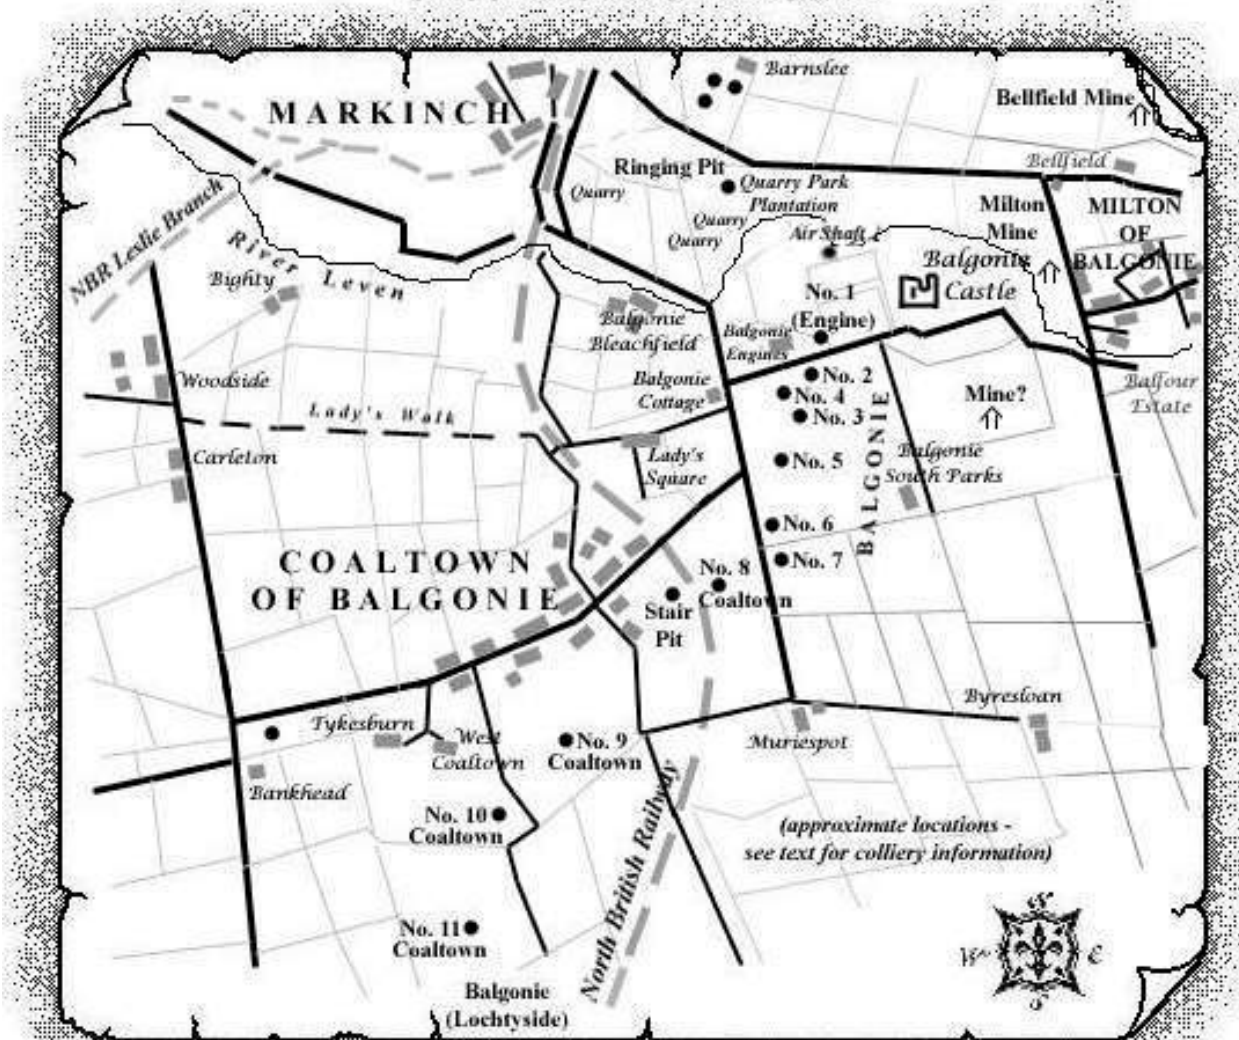 Barnslee
MARKINCH
Bellfield Mine
Ringing Pit
Bellfield
Quarry
Quarry Park
Plantation
Quarry
Quarry
Milton
Mine
MILTON
OF
BALGONIE
NBR Leslie Branch
River Leven
Air Shaft
Balgonie
Castle
Bighty
No. 1
(Engine)
Balgonie
Bleachfield
Balgonie
Engines
Woodside
Balgonie
Cottage
No. 2
No. 4
No. 3
Mine?
Balfour
Estate
Lady's Walk
BALGONIE
Carleton
Lady's
Square
No. 5
Balgonie
South Parks
No. 6
COALTOWN
OF BALGONIE
No. 7
No. 8
Coaltown
Stair
Pit
Byresloan
Tykesburn
West
Coaltown
No. 9
Coaltown
Muriespot
Bankhead
No. 10
Coaltown
North British Railway
(approximate locations -
see text for colliery information)
No. 11
Coaltown
Balgonie
(Lochtyside)
N
W
E
S